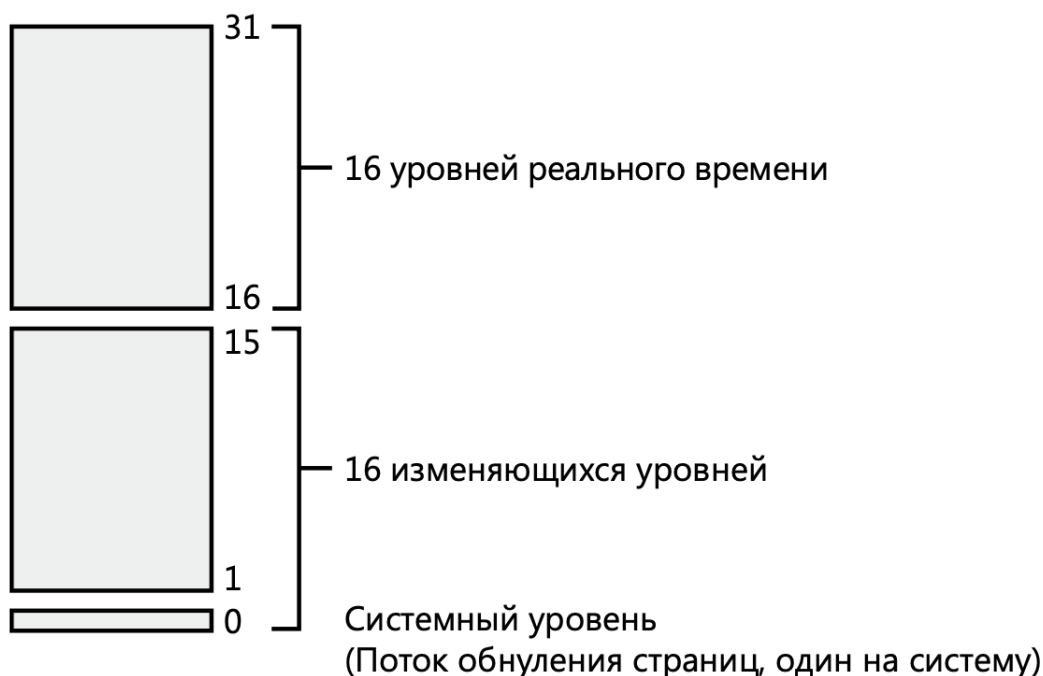 31
16 уровней реального времени
16
15
16 изменяющихся уровней
1
0
Системный уровень
(Поток обнуления страниц, один на систему)